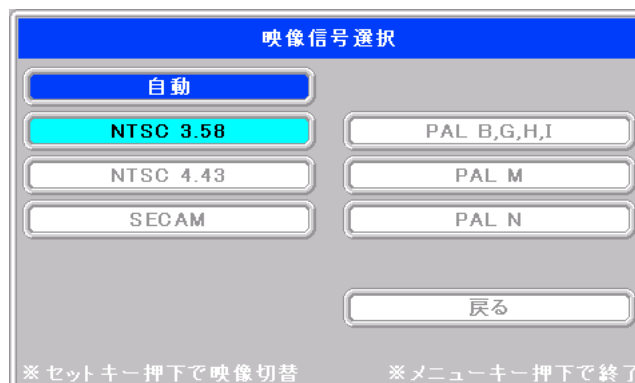 映像信号選択
自動
NTSC 3.58
PAL B,G,H,I
NTSC 4.43
PAL M
SECAM
PAL N
戻る
※セットキー押下で映像切替
※メニューキー押下で終了